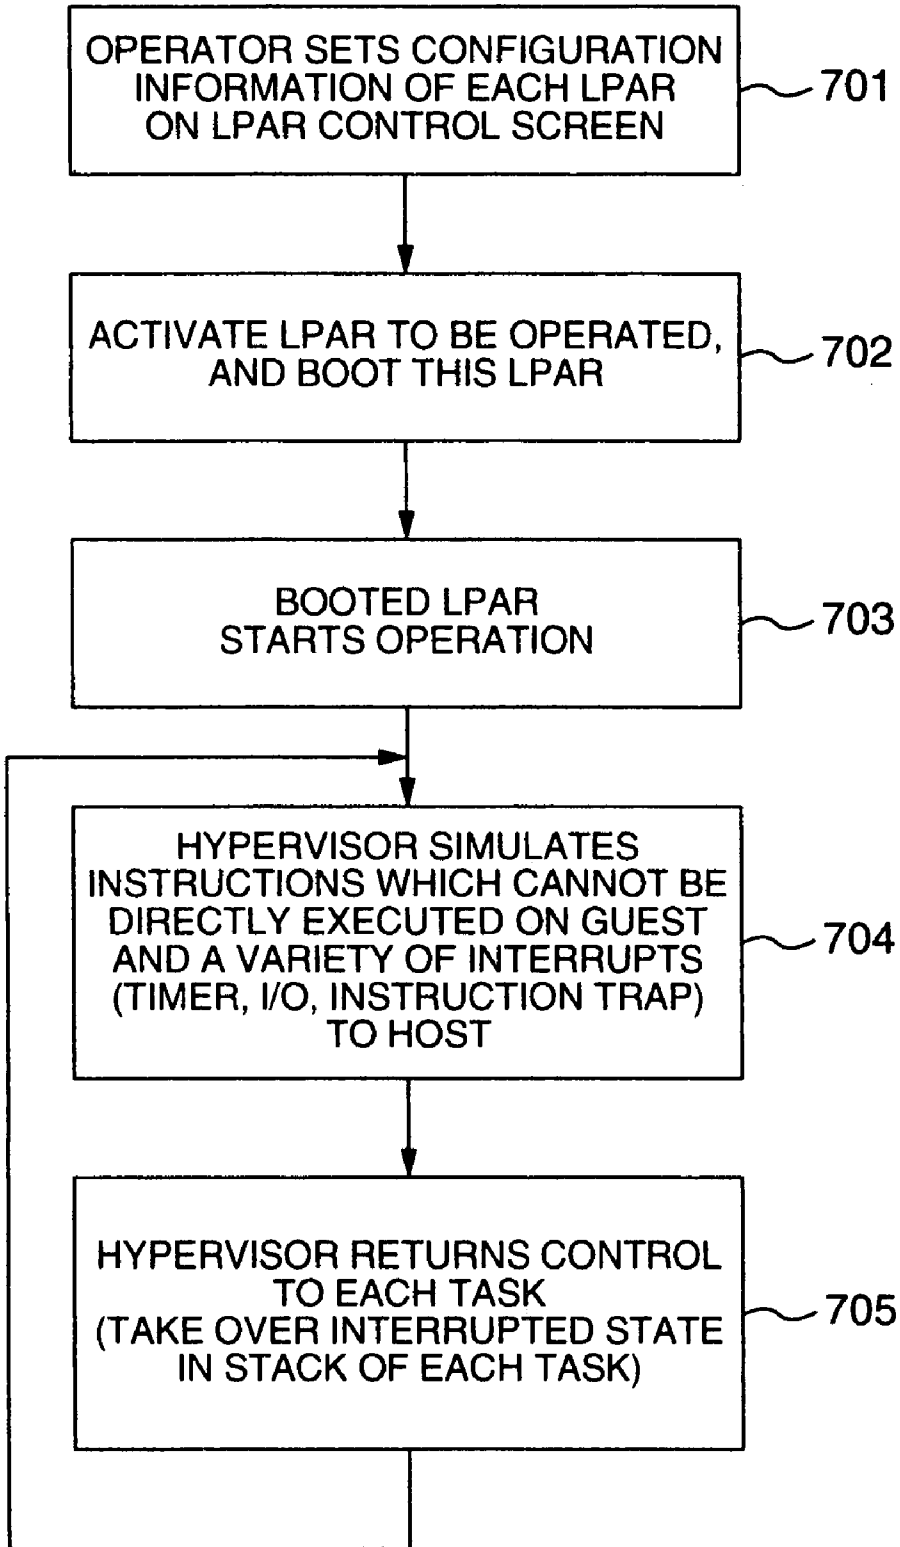 OPERATOR SETS CONFIGURATION
INFORMATION OF EACH LPAR
ON LPAR CONTROL SCREEN
701
ACTIVATE LPAR TO BE OPERATED,
AND BOOT THIS LPAR
702
BOOTED LPAR
STARTS OPERATION
703
HYPERVISOR SIMULATES
INSTRUCTIONS WHICH CANNOT BE
DIRECTLY EXECUTED ON GUEST
AND A VARIETY OF INTERRUPTS
(TIMER, I/O, INSTRUCTION TRAP)
TO HOST
704
HYPERVISOR RETURNS CONTROL
TO EACH TASK
(TAKE OVER INTERRUPTED STATE
IN STACK OF EACH TASK)
705